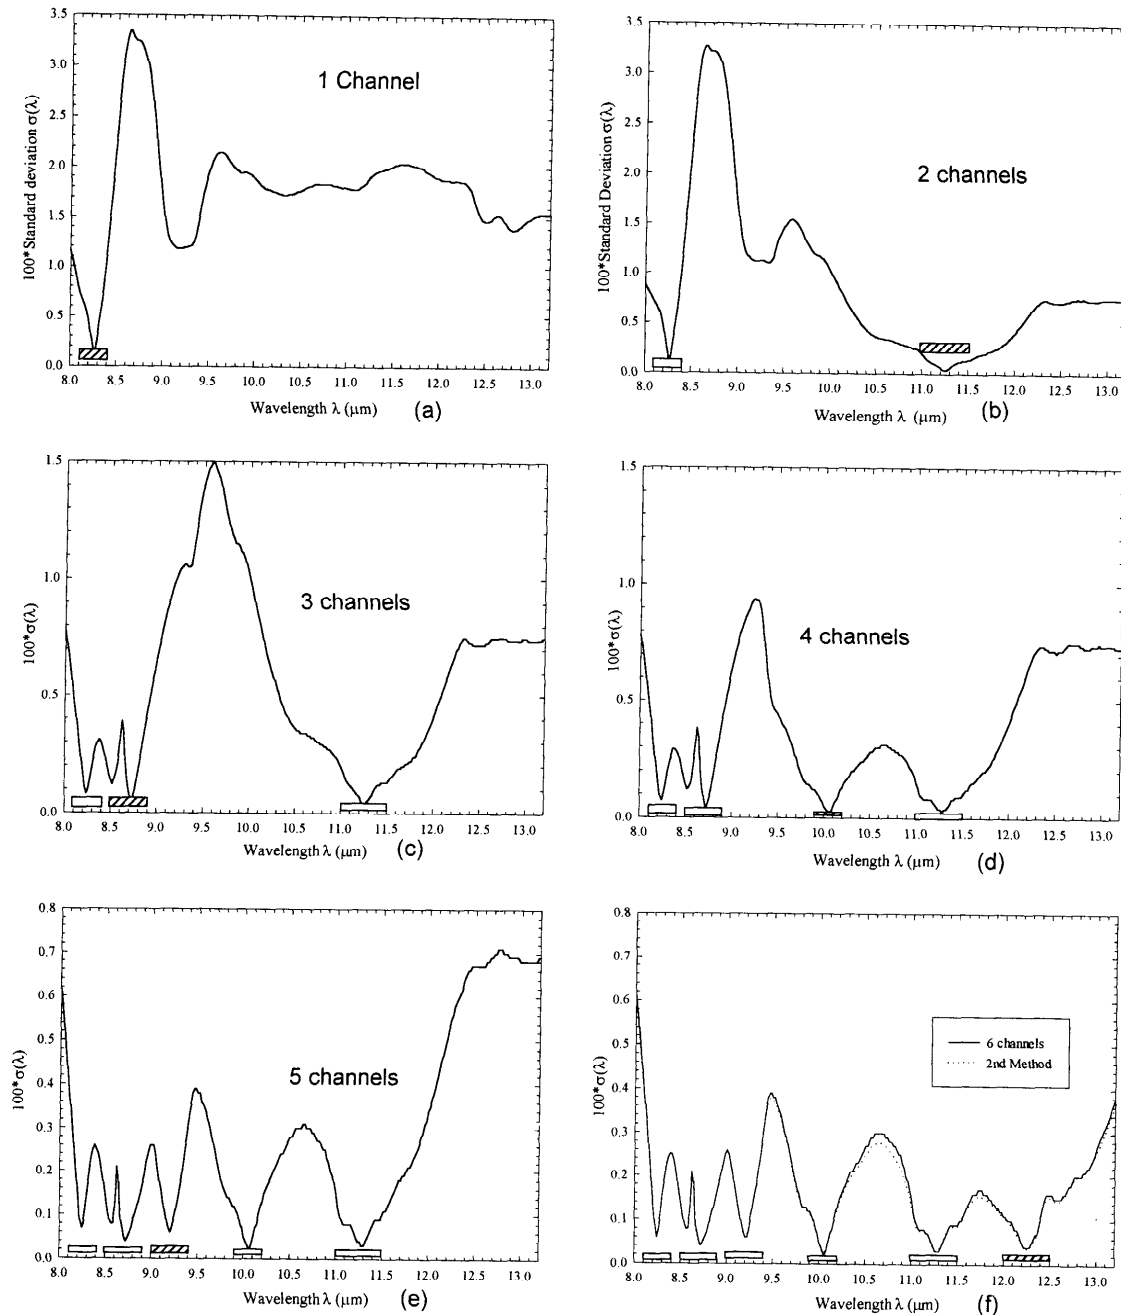 3.5
3.0
2.5
2.0
1.5
1.0
0.5
0.0
100*Standard deviation σ(λ)
1 Channel
8.0 8.5 9.0 9.5 10.0 10.5 11.0 11.5 12.0 12.5 13.0
Wavelength λ (μm) (a)
3.5
3.0
2.5
2.0
1.5
1.0
0.5
0.0
100*Standard Deviation σ(λ)
2 channels
8.0 8.5 9.0 9.5 10.0 10.5 11.0 11.5 12.0 12.5 13.0
Wavelength λ (μm) (b)
1.5
1.0
0.5
0.0
100*σ(λ)
3 channels
8.0 8.5 9.0 9.5 10.0 10.5 11.0 11.5 12.0 12.5 13.0
Wavelength λ (μm) (c)
1.5
1.0
0.5
0.0
100*σ(λ)
4 channels
8.0 8.5 9.0 9.5 10.0 10.5 11.0 11.5 12.0 12.5 13.0
Wavelength λ (μm) (d)
0.8
0.7
0.6
0.5
0.4
0.3
0.2
0.1
0.0
100*σ(λ)
5 channels
8.0 8.5 9.0 9.5 10.0 10.5 11.0 11.5 12.0 12.5 13.0
Wavelength λ (μm) (e)
0.8
0.7
0.6
0.5
0.4
0.3
0.2
0.1
0.0
100*σ(λ)
6 channels
2nd Method
8.0 8.5 9.0 9.5 10.0 10.5 11.0 11.5 12.0 12.5 13.0
Wavelength λ (μm) (f)